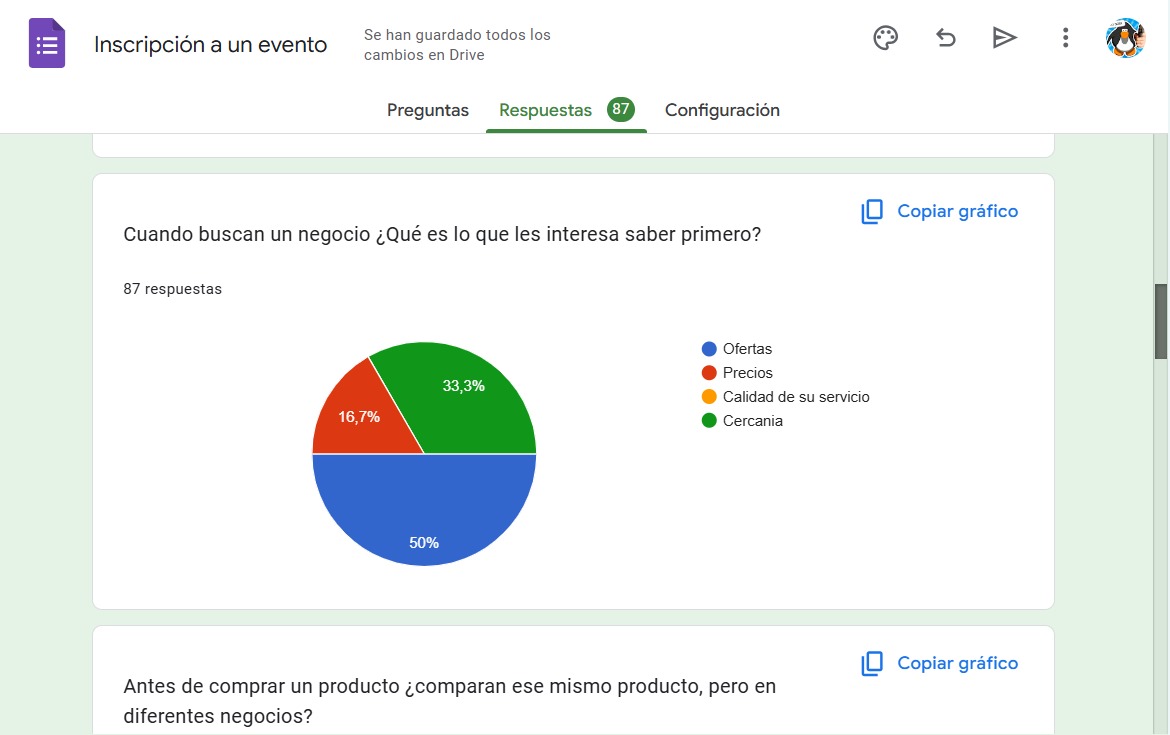 Inscripción a un evento
Se han guardado todos los
cambios en Drive
Preguntas
Respuestas 87
Configuración
Copiar gráfico
Cuando buscan un negocio ¿Qué es lo que les interesa saber primero?
87 respuestas
33,3%
16,7%
50%
Ofertas
Precios
Calidad de su servicio
Cercania
Copiar gráfico
Antes de comprar un producto ¿comparan ese mismo producto, pero en
diferentes negocios?